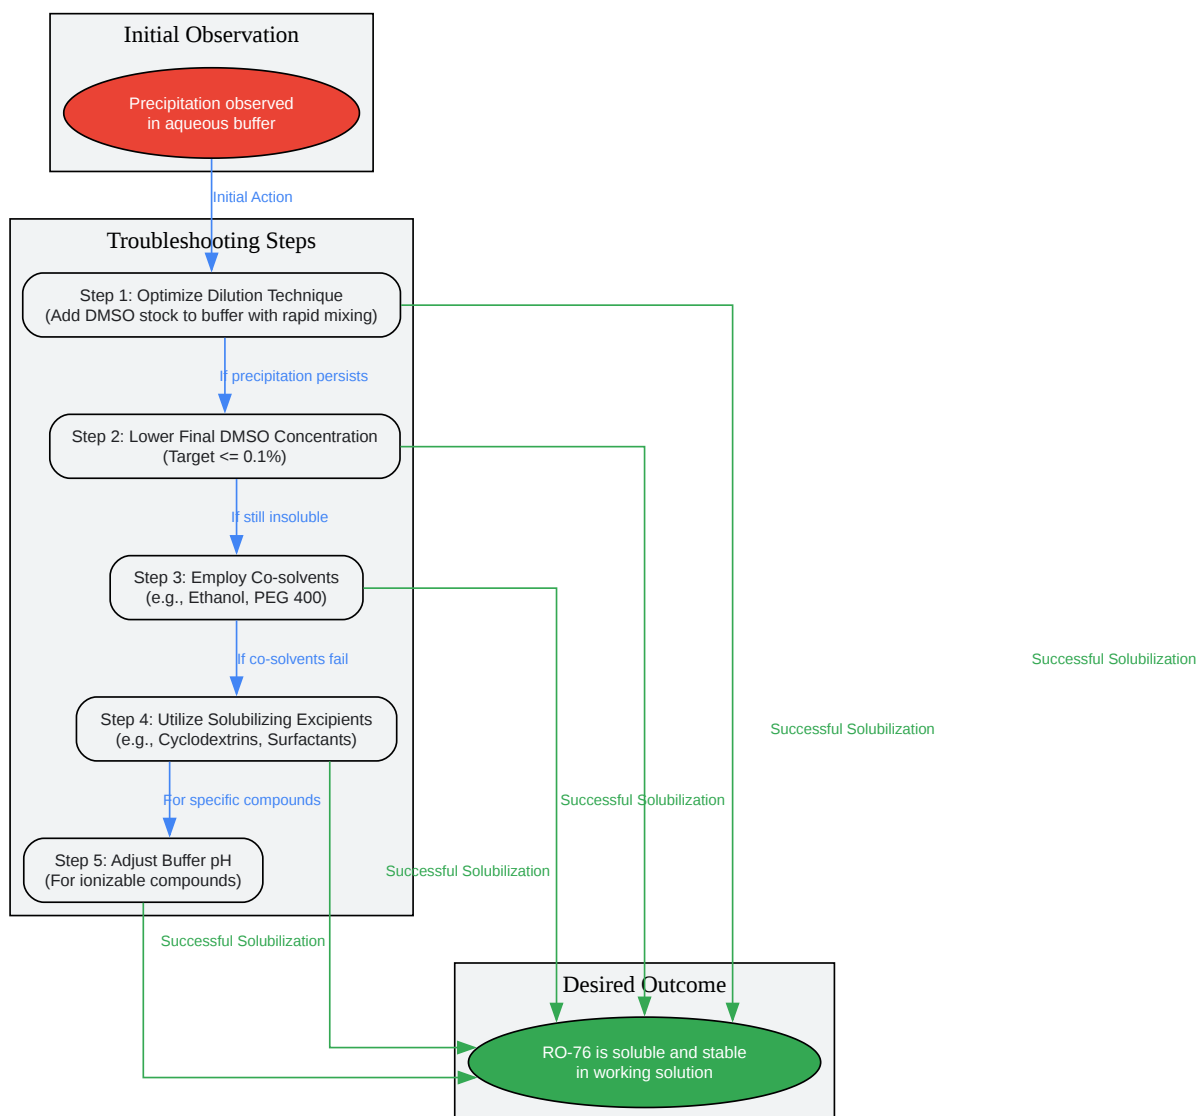 Initial Observation
Precipitation observed
in aqueous buffer
Initial Action
Troubleshooting Steps
Step 1: Optimize Dilution Technique
(Add DMSO stock to buffer with rapid mixing)
If precipitation persists
Step 2: Lower Final DMSO Concentration
(Target <= 0.1%)
If still insoluble
Step 3: Employ Co-solvents
(e.g., Ethanol, PEG 400)
If co-solvents fail
Successful Solubilization
Step 4: Utilize Solubilizing Excipients
(e.g., Cyclodextrins, Surfactants)
Successful Solubilization
For specific compounds
Successful Solubilization
Step 5: Adjust Buffer pH
(For ionizable compounds)
Successful Solubilization
Successful Solubilization
Desired Outcome
RO-76 is soluble and stable
in working solution